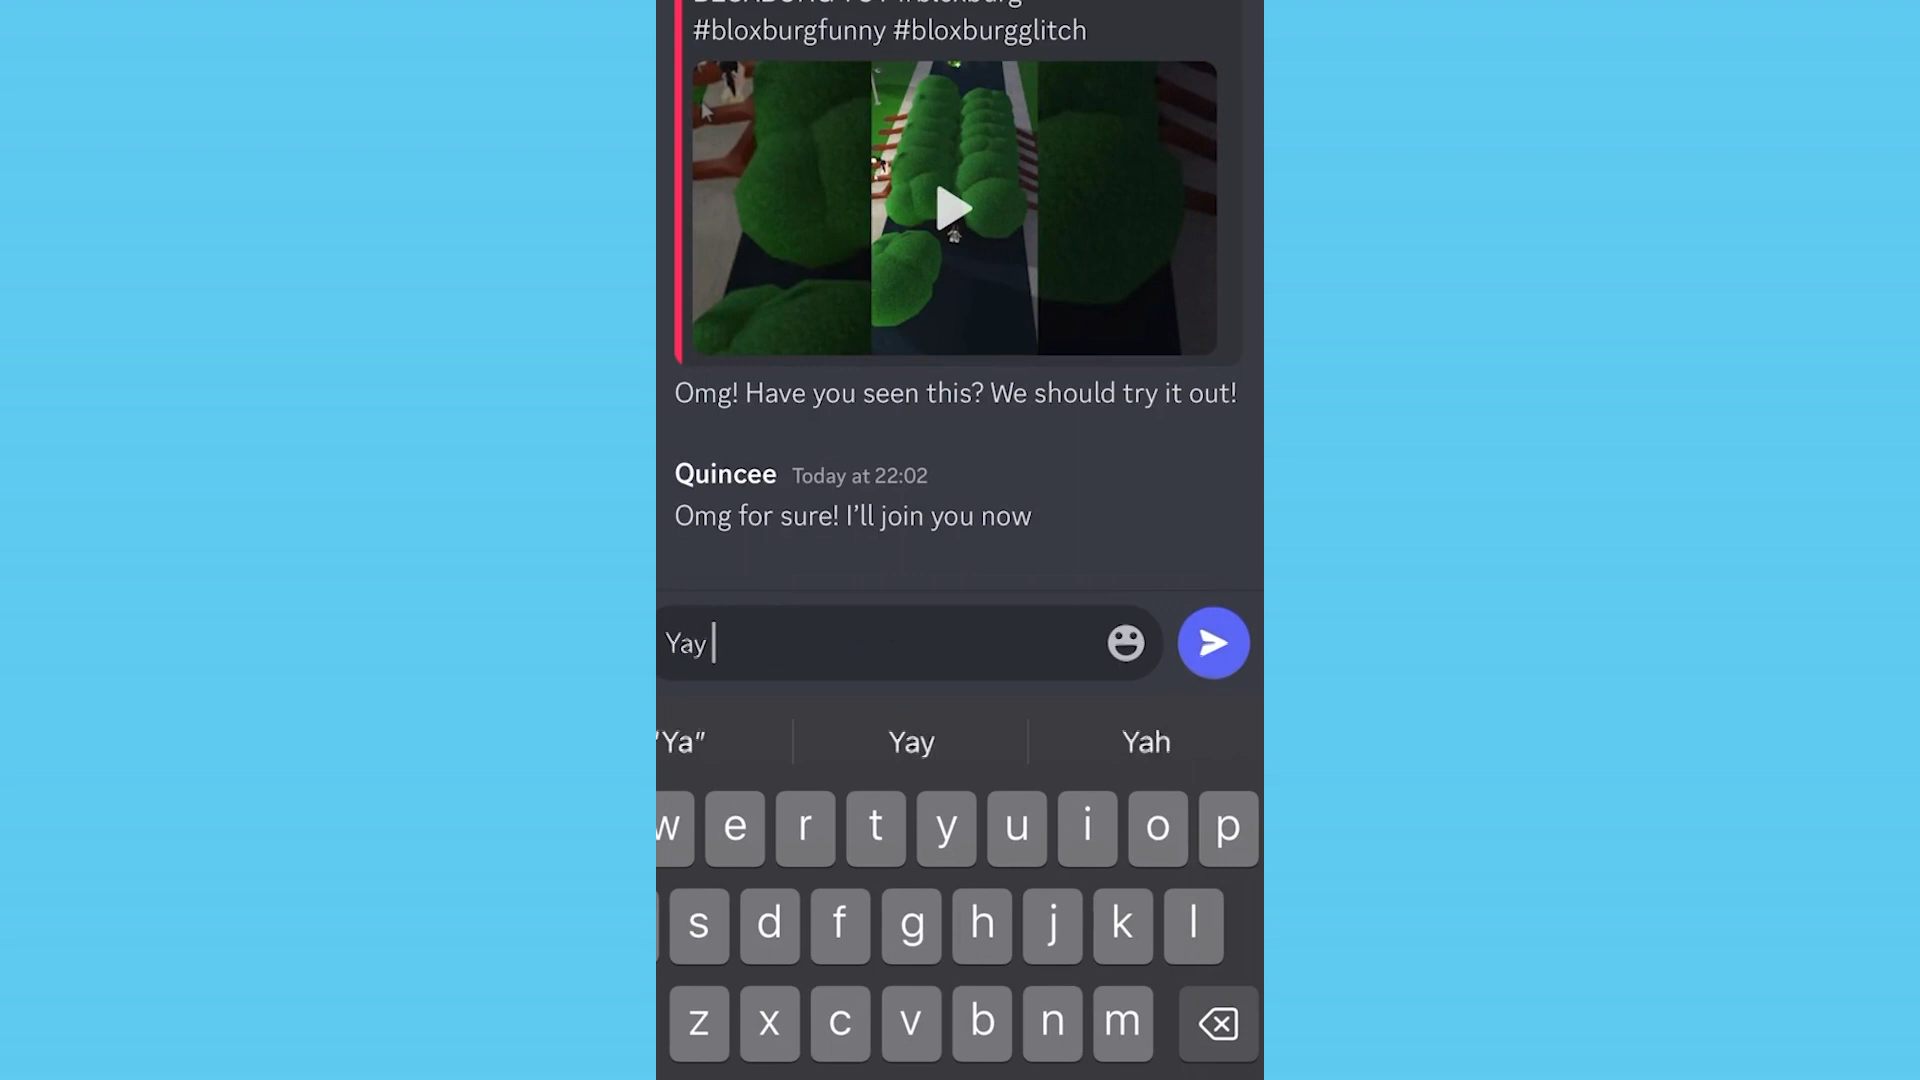 #bloxburgfunny #bloxburgglitch
Omg! Have you seen this? We should try it out!
Quincee Today at 22:02
Omg for sure! I’ll join you now
Yay
"Ya" Yay Yah
w e r t y u i o p
s d f g h j k l
z x c v b n m